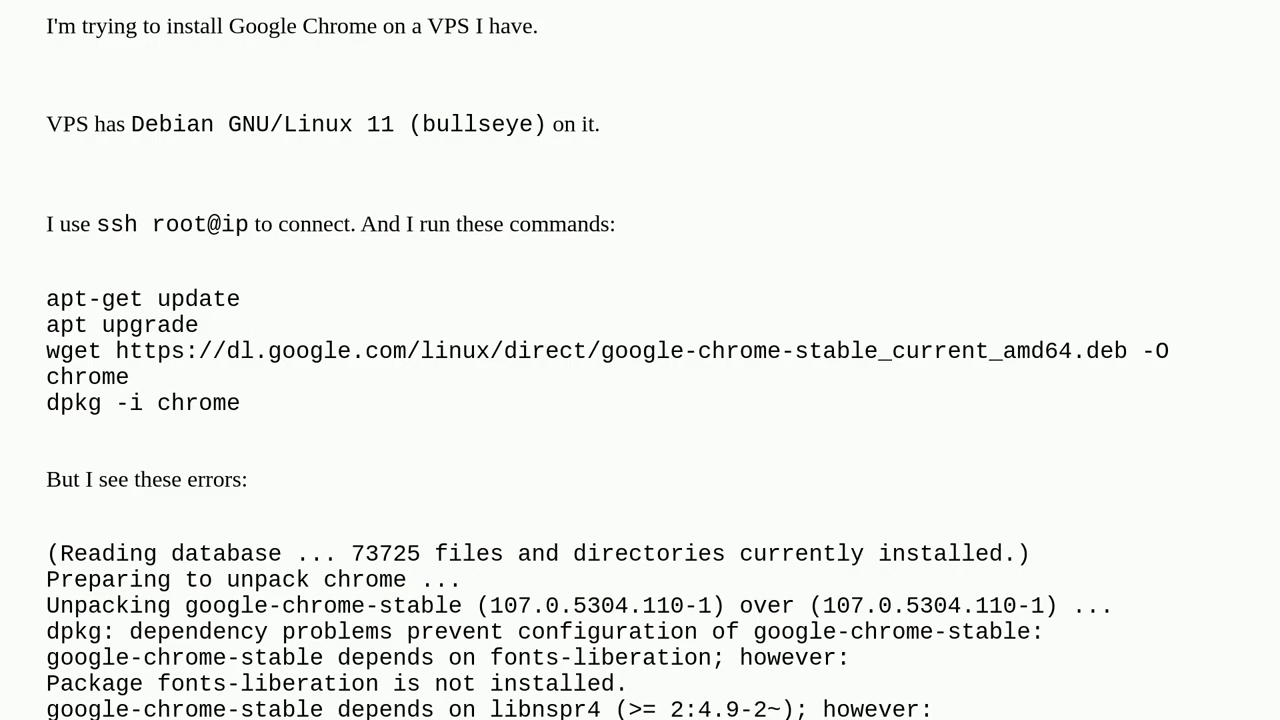 I'm trying to install Google Chrome on a VPS I have.
VPS has Debian GNU/Linux 11 (bullseye) on it.
I use ssh root@ip to connect. And I run these commands:
apt-get update
apt upgrade
wget https://dl.google.com/linux/direct/google-chrome-stable_current_amd64.deb -O
chrome
dpkg -i chrome
But I see these errors:
(Reading database ... 73725 files and directories currently installed.)
Preparing to unpack chrome ...
Unpacking google-chrome-stable (107.0.5304.110-1) over (107.0.5304.110-1) ...
dpkg: dependency problems prevent configuration of google-chrome-stable:
google-chrome-stable depends on fonts-liberation; however:
Package fonts-liberation is not installed.
google-chrome-stable depends on libnspr4 (>= 2:4.9-2~); however: